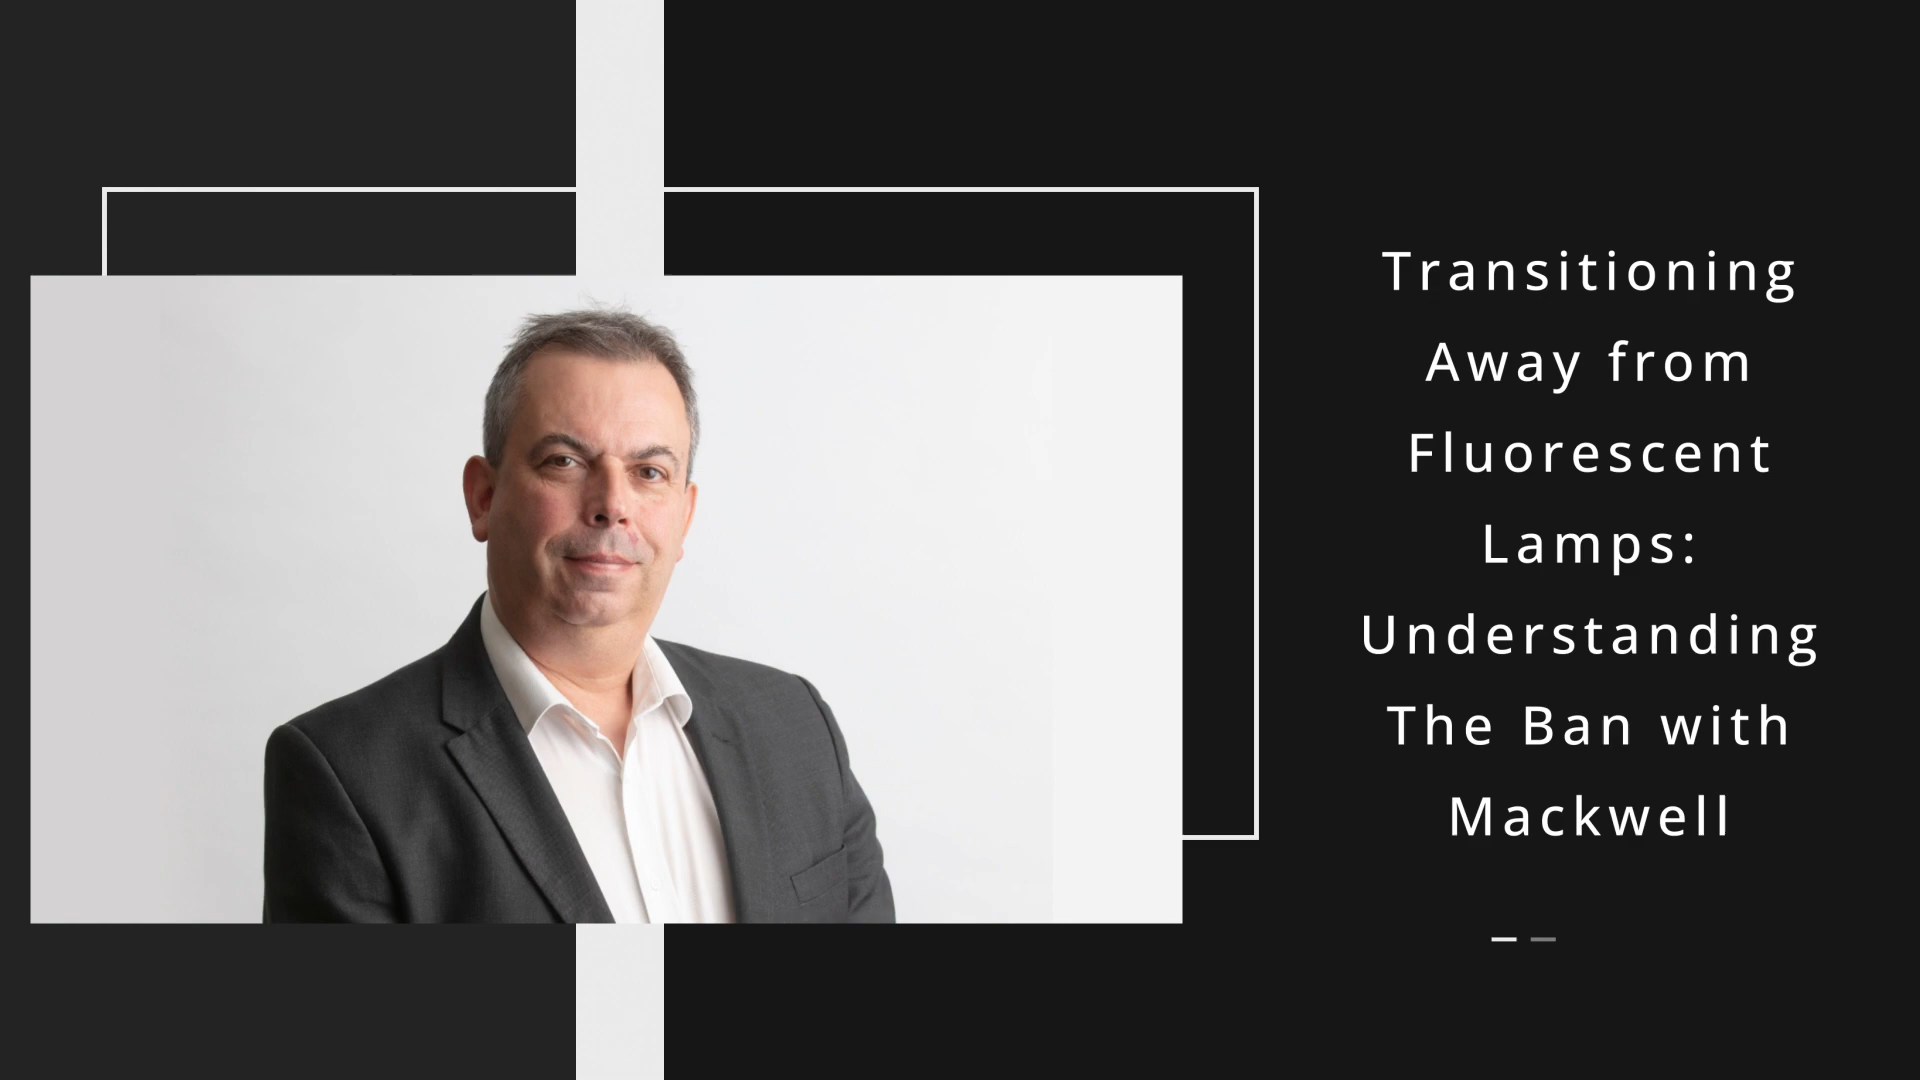 Transitioning
Away from
Fluorescent
Lamps:
Understanding
The Ban with
Mackwell